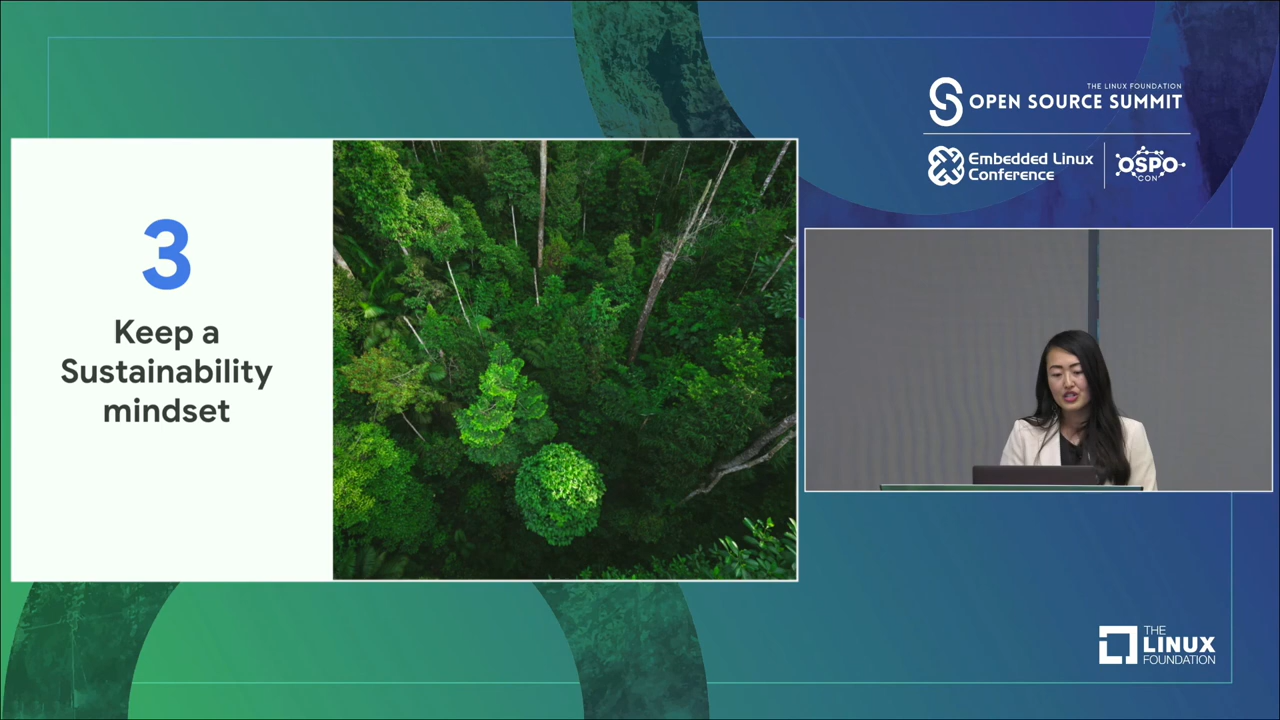 3
Keep a
Sustainability
mindset
THE LINUX FOUNDATION
OPEN SOURCE SUMMIT
Embedded Linux
Conference
OSPO
CON
THE
LINUX
FOUNDATION